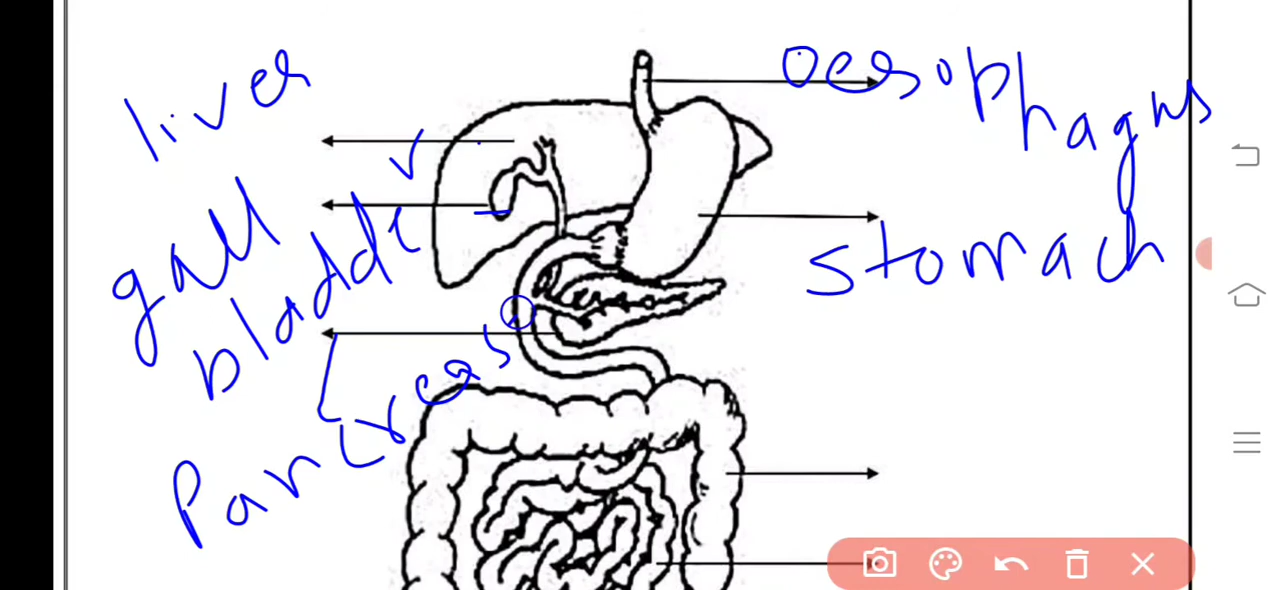 liver
oesophagus
gall
bladder
stomach
Pancreas